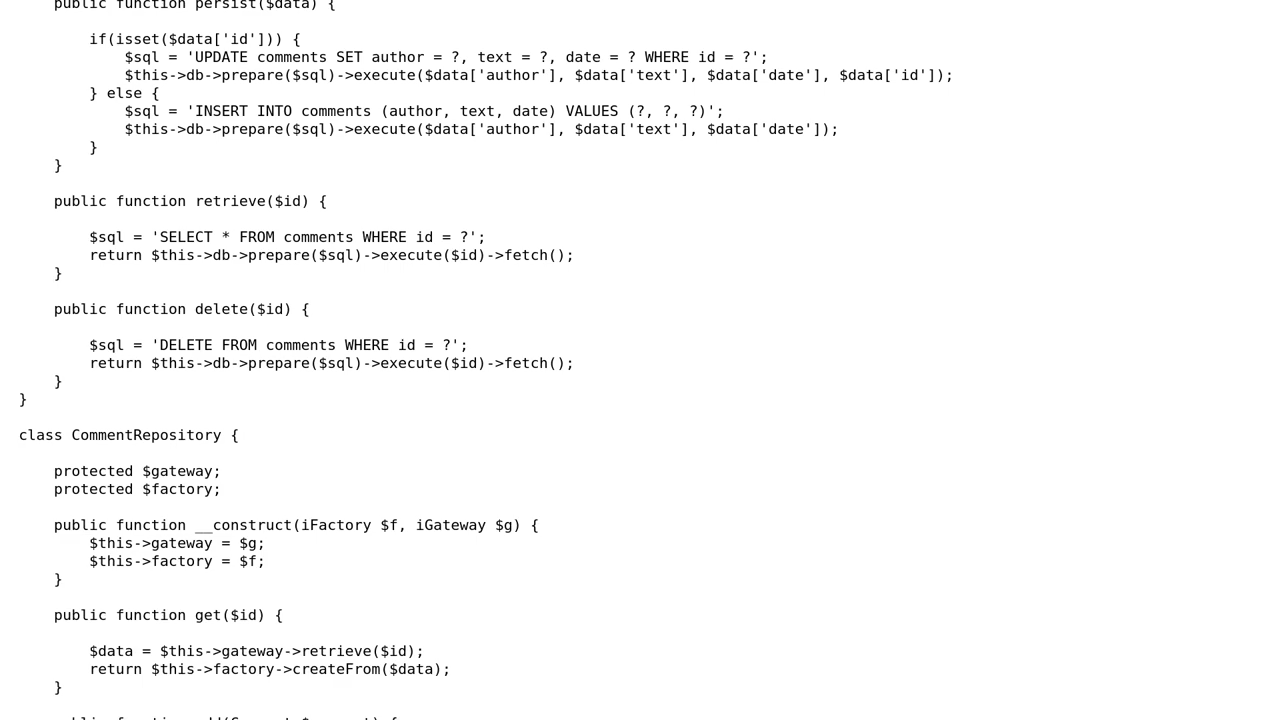 public function persist($data) {
if(isset($data['id'])) {
$sql = 'UPDATE comments SET author = ?, text = ?, date = ? WHERE id = ?';
$this->db->prepare($sql)->execute($data['author'], $data['text'], $data['date'], $data['id']);
} else {
$sql = 'INSERT INTO comments (author, text, date) VALUES (?, ?, ?)';
$this->db->prepare($sql)->execute($data['author'], $data['text'], $data['date']);
}
}
public function retrieve($id) {
$sql = 'SELECT * FROM comments WHERE id = ?';
return $this->db->prepare($sql)->execute($id)->fetch();
}
public function delete($id) {
$sql = 'DELETE FROM comments WHERE id = ?';
return $this->db->prepare($sql)->execute($id)->fetch();
}
}
class CommentRepository {
protected $gateway;
protected $factory;
public function __construct(iFactory $f, iGateway $g) {
$this->gateway = $g;
$this->factory = $f;
}
public function get($id) {
$data = $this->gateway->retrieve($id);
return $this->factory->createFrom($data);
}